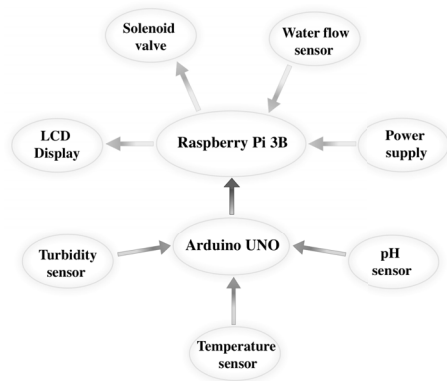 Solenoid
valve
Water flow
sensor
LCD
Display
Raspberry Pi 3B
Power
supply
Turbidity
sensor
Arduino UNO
pH
sensor
Temperature
sensor